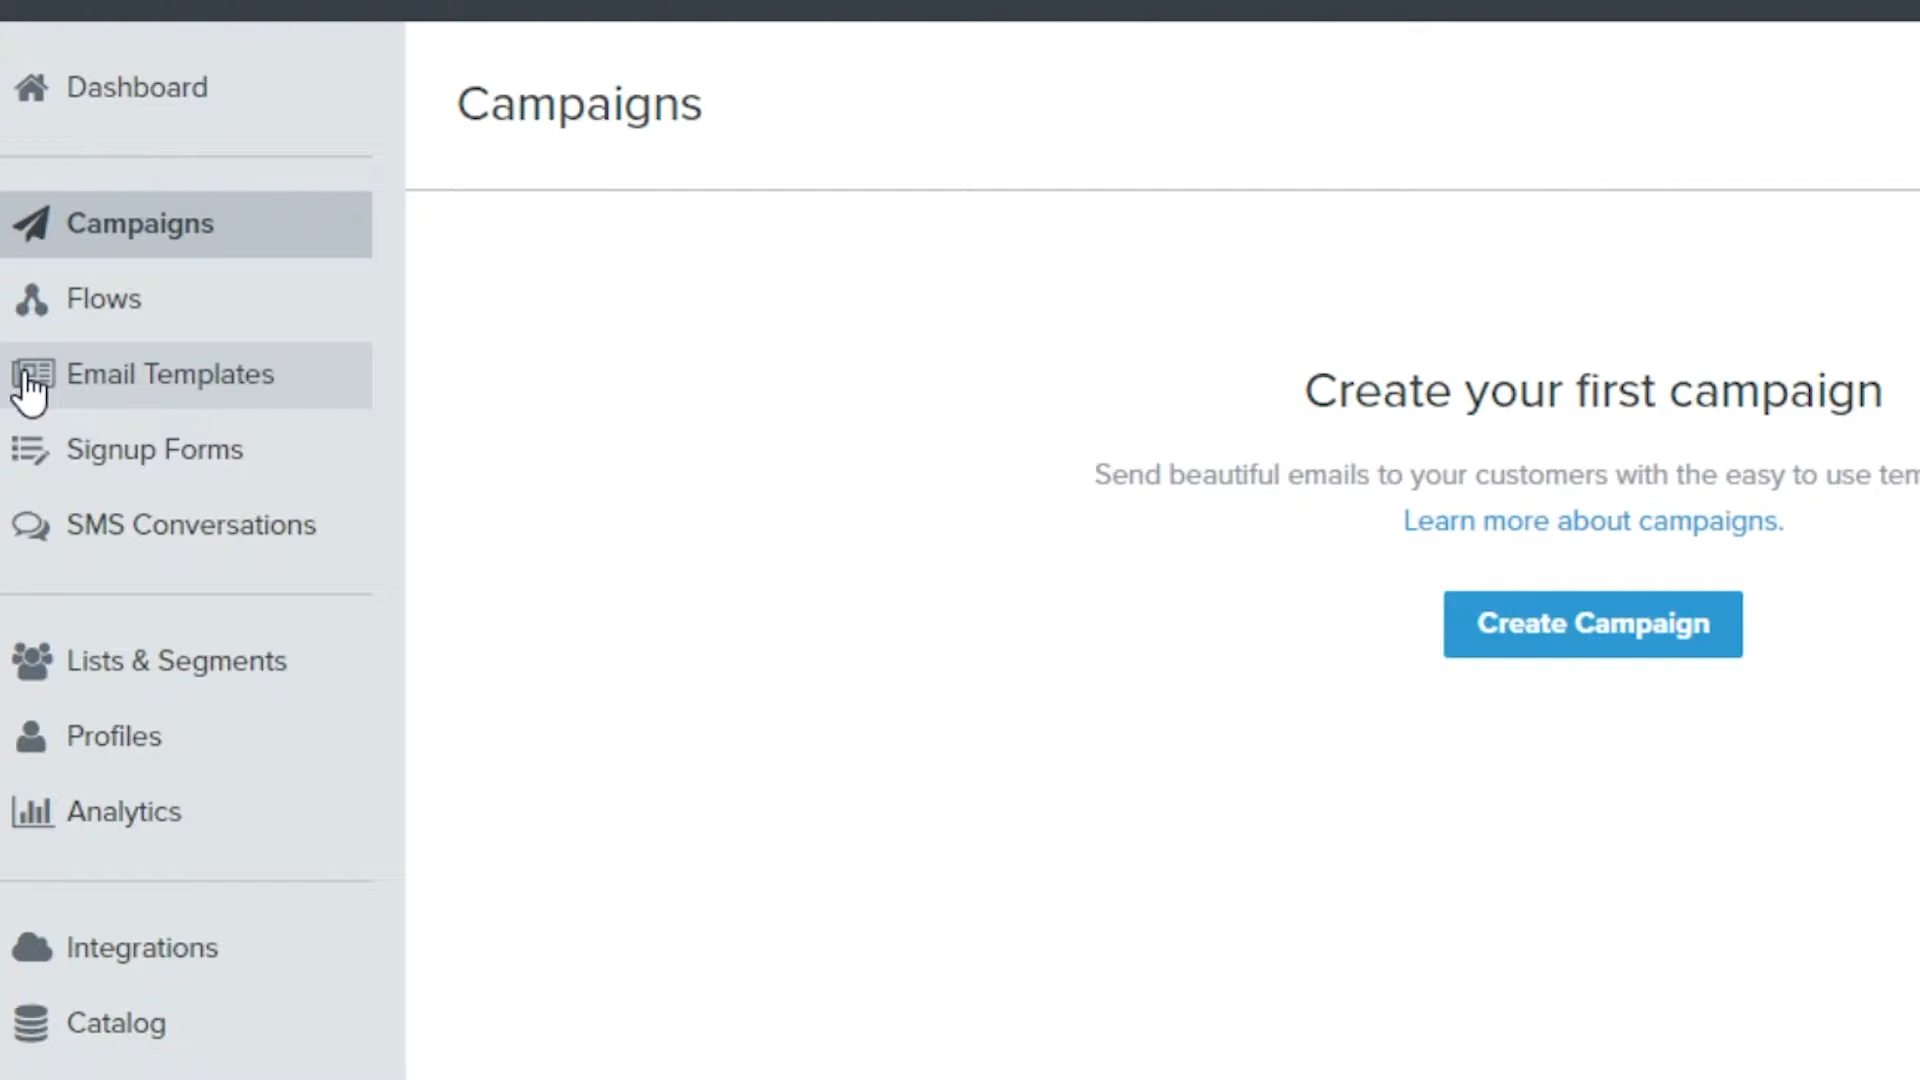 Dashboard
Campaigns
Flows
Email Templates
Signup Forms
SMS Conversations
Lists & Segments
Profiles
Analytics
Integrations
Catalog
Campaigns
Create your first campaign
Send beautiful emails to your customers with the easy to use
Learn more about campaigns.
Create Campaign